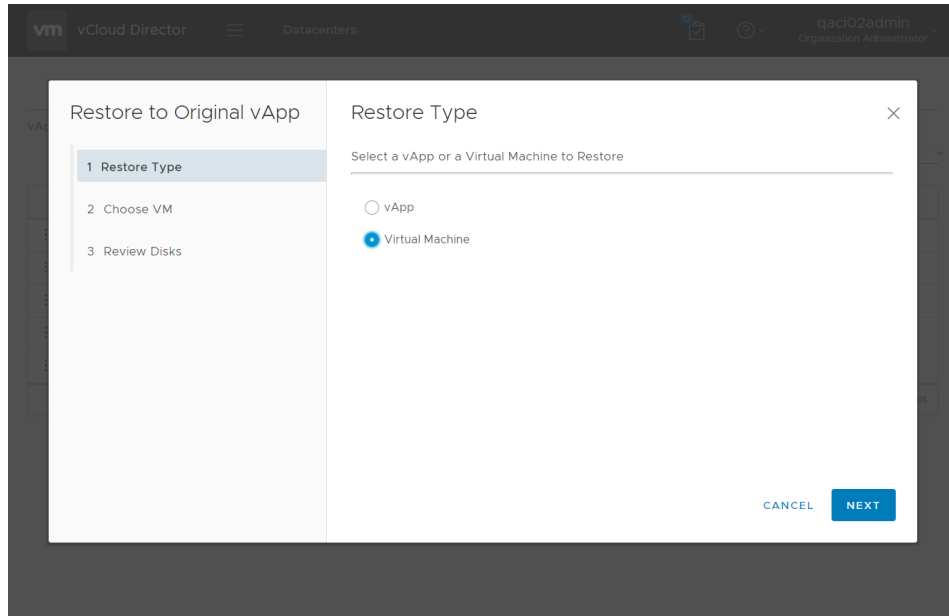 vm vCloud Director Datacenters qaci02admin
Organization Administrator
Restore to Original vApp
1 Restore Type
2 Choose VM
3 Review Disks
Restore Type
Select a vApp or a Virtual Machine to Restore
vApp
Virtual Machine
CANCEL NEXT